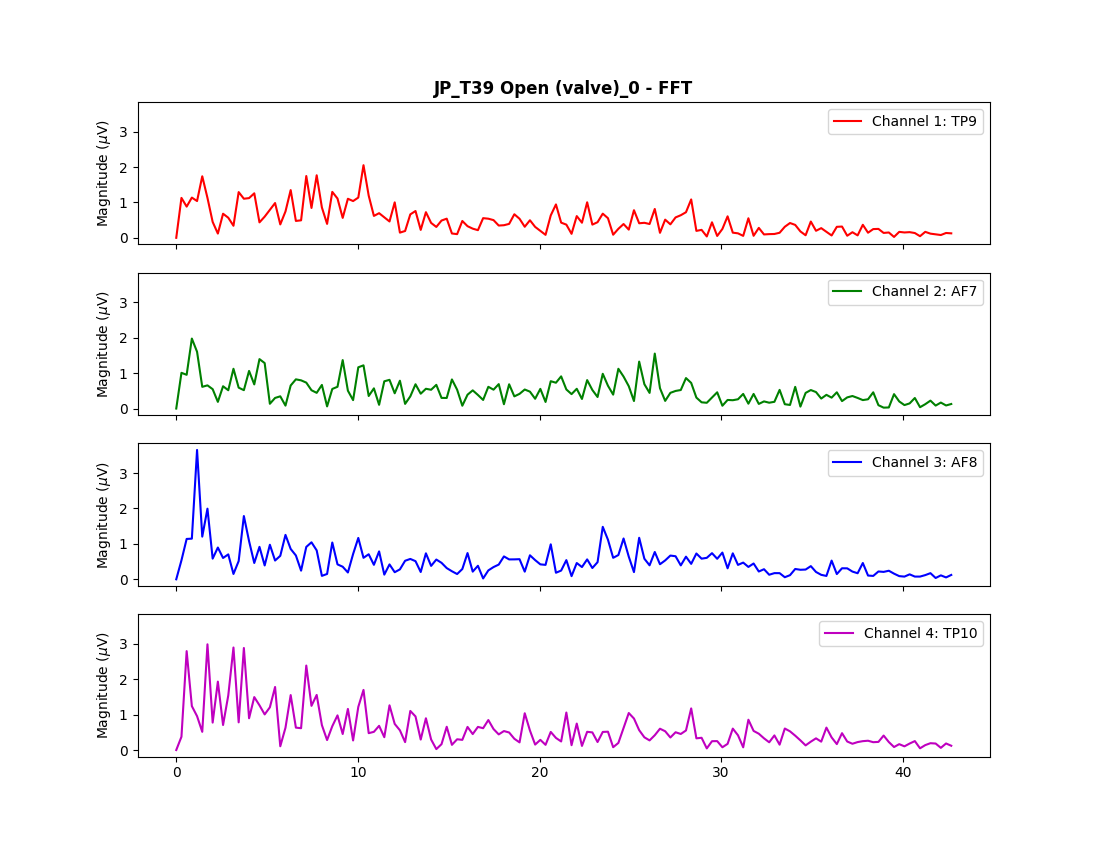 JP_T39 Open (valve)_0 - FFT
Magnitude (μV)
3
2
1
0
Channel 1: TP9
Magnitude (μV)
3
2
1
0
Channel 2: AF7
Magnitude (μV)
3
2
1
0
Channel 3: AF8
Magnitude (μV)
3
2
1
0
Channel 4: TP10
0 10 20 30 40